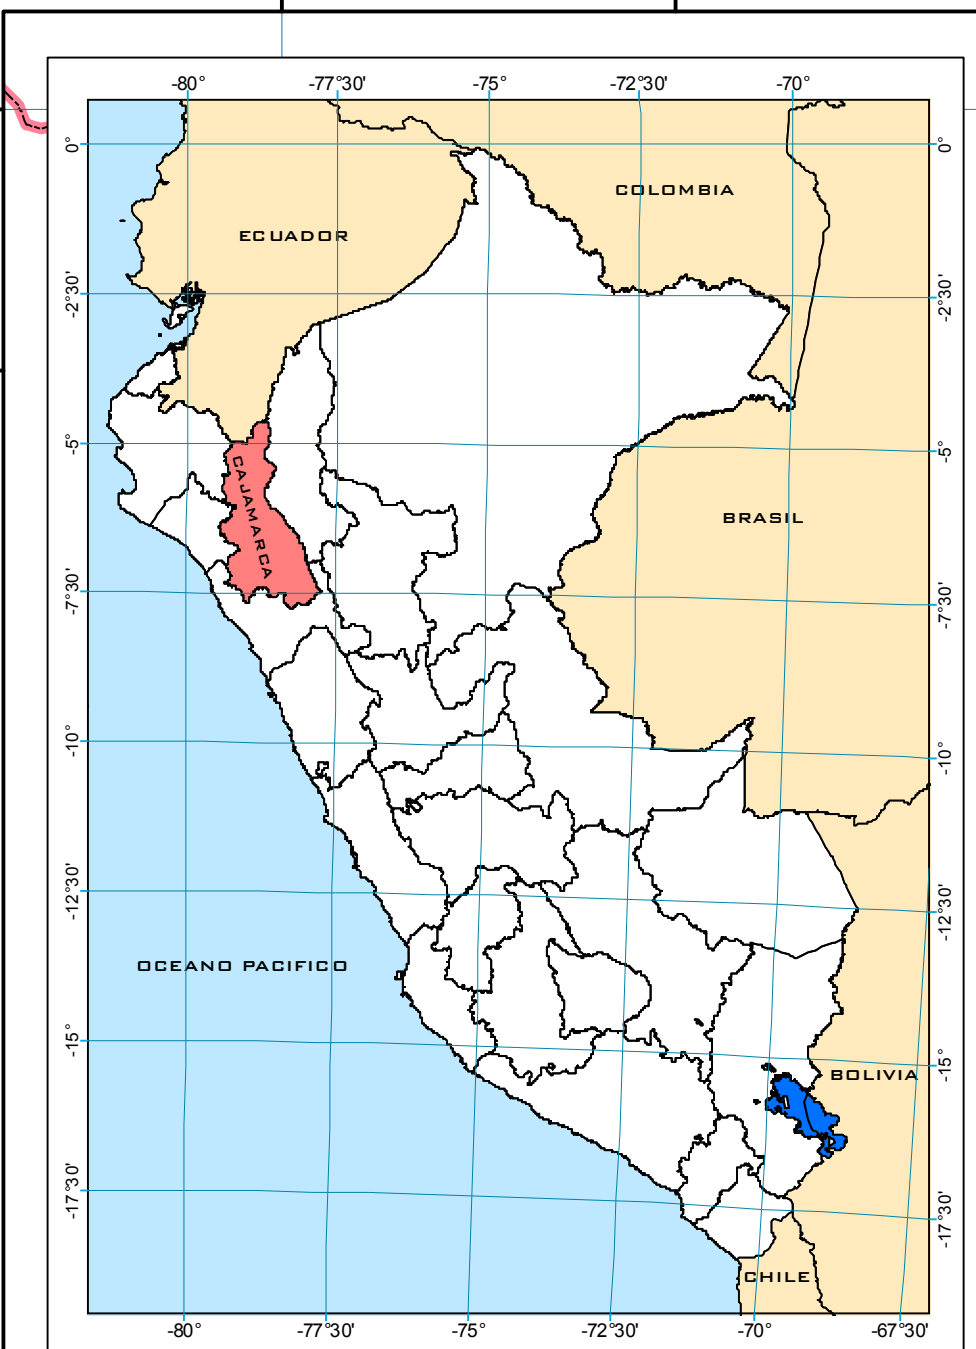 -80° -77°30' -75° -72°30' -70°
0° 0°
COLOMBIA
ECUADOR
-2°30' -2°30'
-5° -5°
CAJAMARCA
BRASIL
-7°30' -7°30'
-10° -10°
-12°30' -12°30'
OCEANO PACIFICO
-15° -15°
BOLIVIA
-17°30' -17°30'
CHILE
-80° -77°30' -75° -72°30' -70° -67°30'